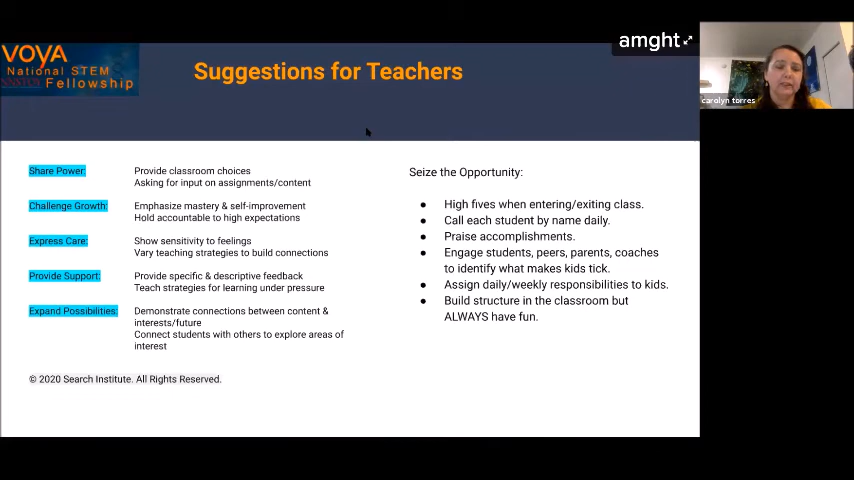 amght
VOYA
National STEM
Fellowship
Suggestions for Teachers
carolyn torres
Share Power:
Provide classroom choices
Asking for input on assignments/content
Challenge Growth:
Emphasize mastery & self-improvement
Hold accountable to high expectations
Express Care:
Show sensitivity to feelings
Vary teaching strategies to build connections
Provide Support:
Provide specific & descriptive feedback
Teach strategies for learning under pressure
Expand Possibilities:
Demonstrate connections between content &
interests/future
Connect students with others to explore areas of
interest
© 2020 Search Institute. All Rights Reserved.
Seize the Opportunity:
● High fives when entering/exiting class.
● Call each student by name daily.
● Praise accomplishments.
● Engage students, peers, parents, coaches
to identify what makes kids tick.
● Assign daily/weekly responsibilities to kids.
● Build structure in the classroom but
ALWAYS have fun.